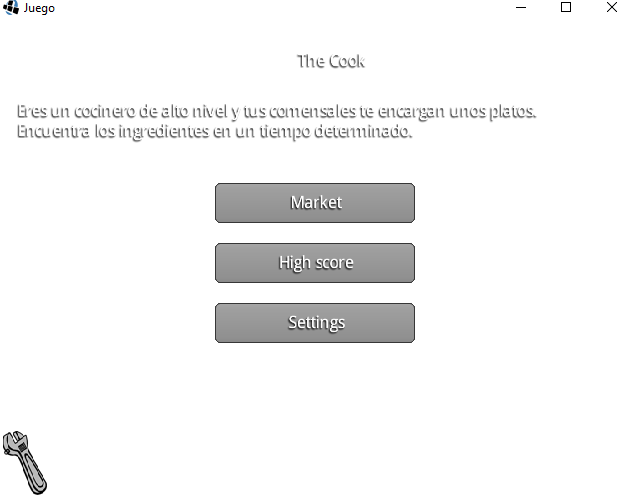 Juego
The Cook
Eres un cocinero de alto nivel y tus comensales te encargan unos platos.
Encuentra los ingredientes en un tiempo determinado.
Market
High score
Settings